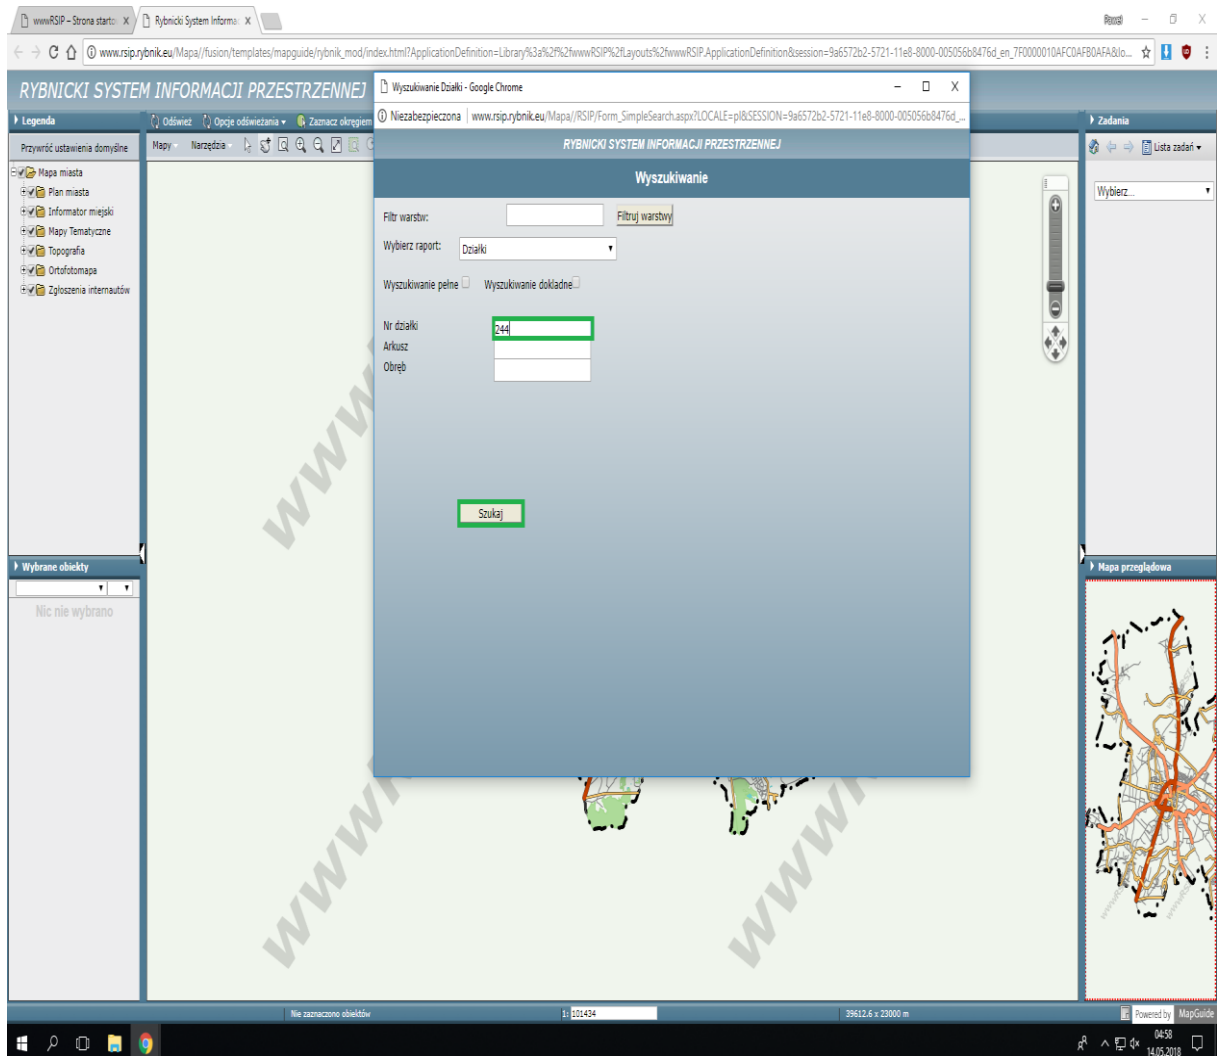 wwwRSIP – Strona starto X
Rybnicki System Informac X
www.rsip.rybnik.eu/Mapa//fusion/templates/mapguide/rybnik_mod/index.html?ApplicationDefinition=Library%3a%2f%2fwwwRSIP%2fLayouts%2fwwwRSIP.ApplicationDefinition&session=9a6572b2-5721-11e8-8000-005056b8476d_en_7F0000010AFC0AFB0AFA&lo...
RYBNICKI SYSTEM INFORMACJI PRZESTRZENNEJ
Legenda
Odśwież Opcje odświeżania Zaznacz okręgiem
Zadania
Przywróć ustawienia domyślne
Mapy Narzędzia
Lista zadań
Wybierz...
Mapa miasta
Plan miasta
Informator miejski
Mapy Tematyczne
Topografia
Ortofotomapa
Zgłoszenia internautów
Wyszukiwanie Działki - Google Chrome
Niezabezpieczona | www.rsip.rybnik.eu/Mapa//RSIP/Form_SimpleSearch.aspx?LOCALE=pl&SESSION=9a6572b2-5721-11e8-8000-005056b8476d_...
RYBNICKI SYSTEM INFORMACJI PRZESTRZENNEJ
Wyszukiwanie
Filtr warstw:
Filtruj warstwy
Wybierz raport:
Działki
Wyszukiwanie pełne
Wyszukiwanie dokladne
Nr działki
244
Arkusz
Obręb
Szukaj
Wybrane obiekty
Nic nie wybrano
Mapa przeglądowa
Nie zaznaczono obiektów
1: 101434
39612.6 x 23000 m
Powered by MapGuide
04:58
14.05.2018